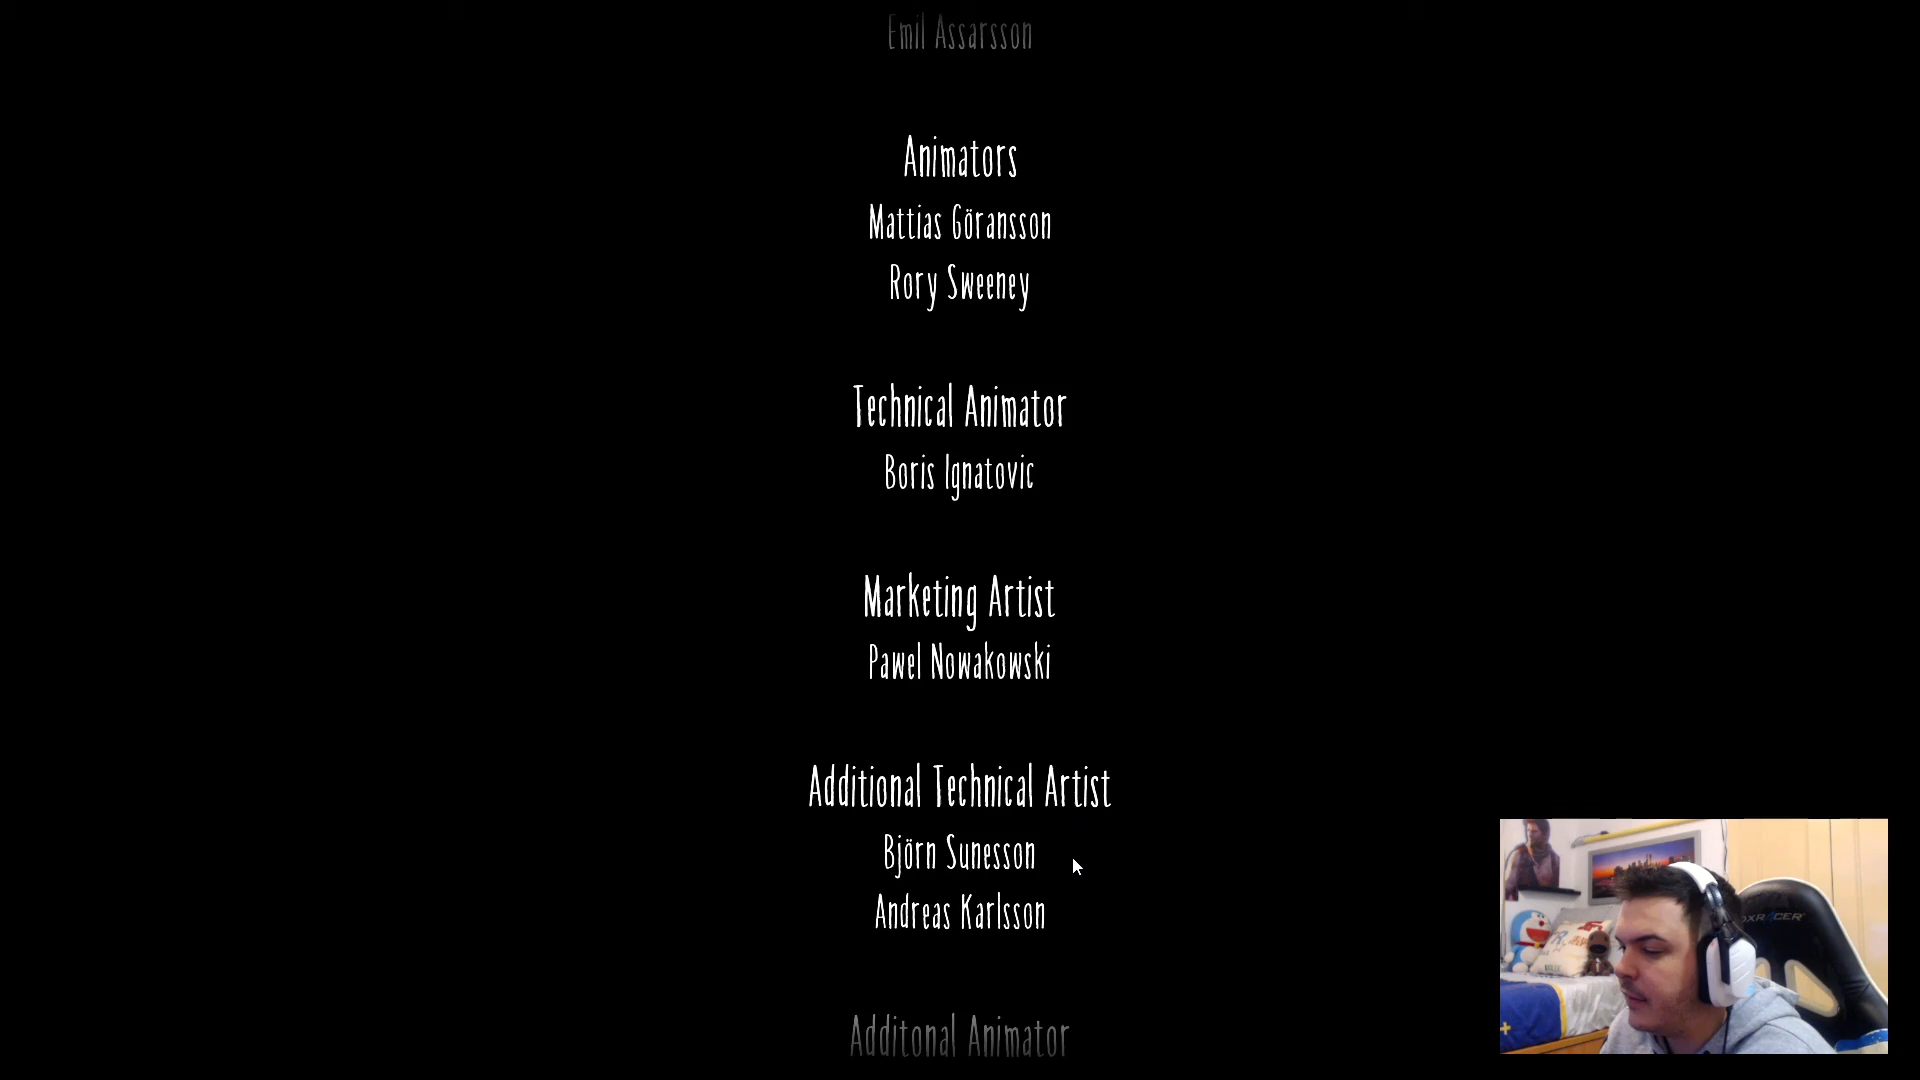 Emil Assarsson
Animators
Mattias Göransson
Rory Sweeney
Technical Animator
Boris Ignatovic
Marketing Artist
Pawel Nowakowski
Additional Technical Artist
Björn Sunesson
Andreas Karlsson
Additonal Animator